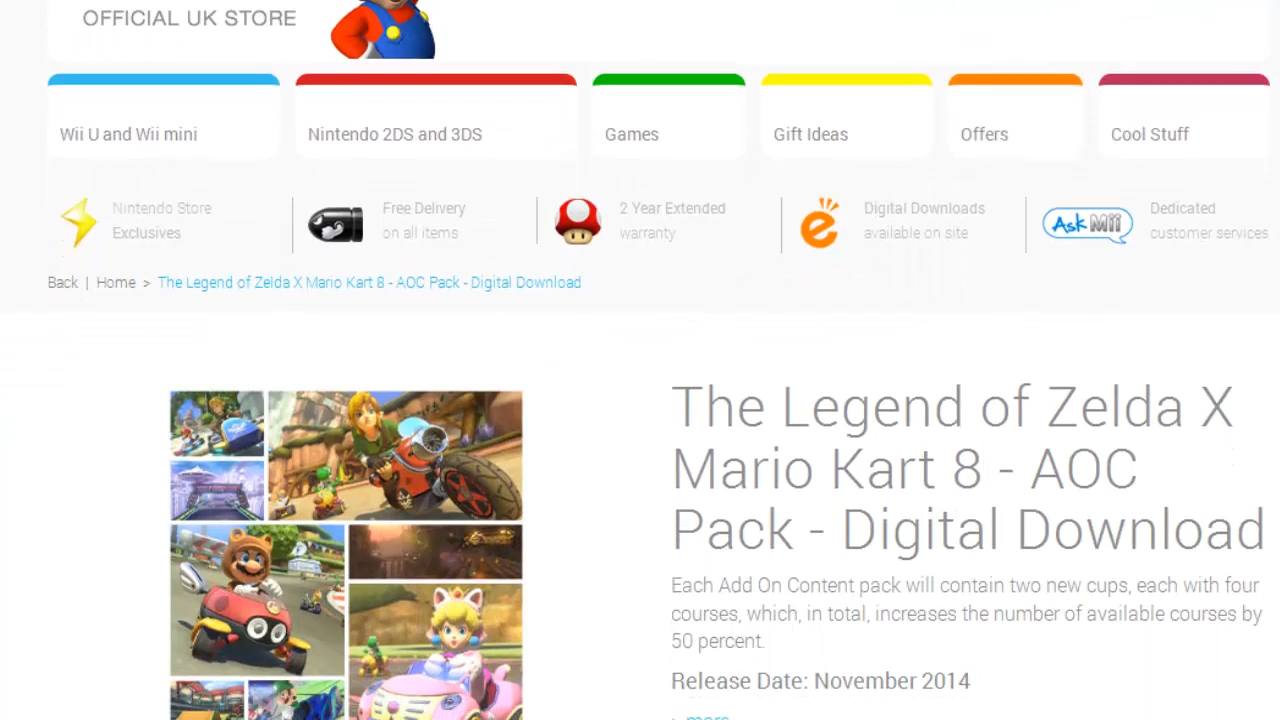 OFFICIAL UK STORE
Wii U and Wii mini
Nintendo 2DS and 3DS
Games
Gift Ideas
Offers
Cool Stuff
Nintendo Store
Exclusives
Free Delivery
on all items
2 Year Extended
warranty
Digital Downloads
available on site
Ask Mii
Dedicated
customer services
Back | Home > The Legend of Zelda X Mario Kart 8 - AOC Pack - Digital Download
The Legend of Zelda X
Mario Kart 8 - AOC
Pack - Digital Download
Each Add On Content pack will contain two new cups, each with four
courses, which, in total, increases the number of available courses by
50 percent.
Release Date: November 2014
> more